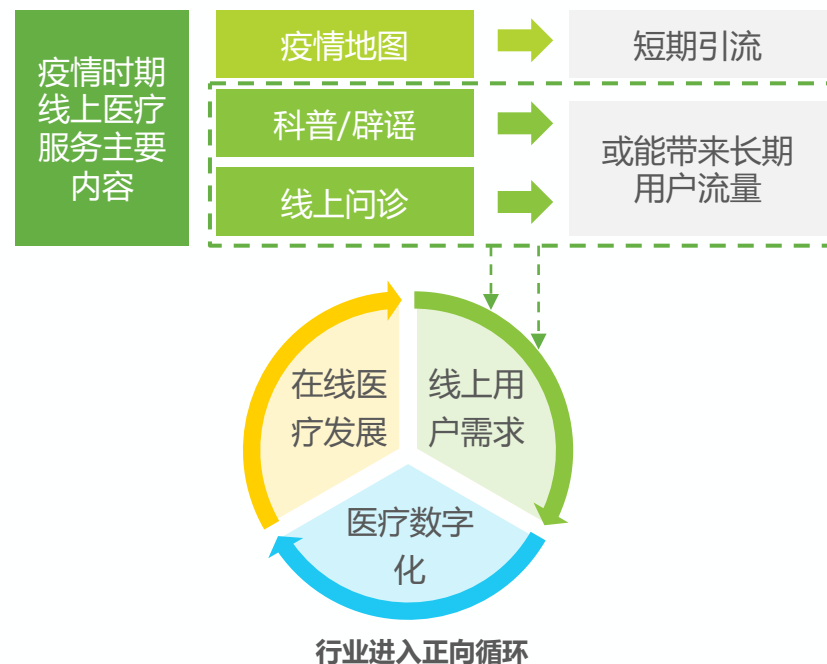 疫情时期
线上医疗
服务主要
内容
疫情地图
短期引流
科普/辟谣
线上问诊
或能带来长期
用户流量
在线医
疗发展
线上用
户需求
医疗数字
化
行业进入正向循环